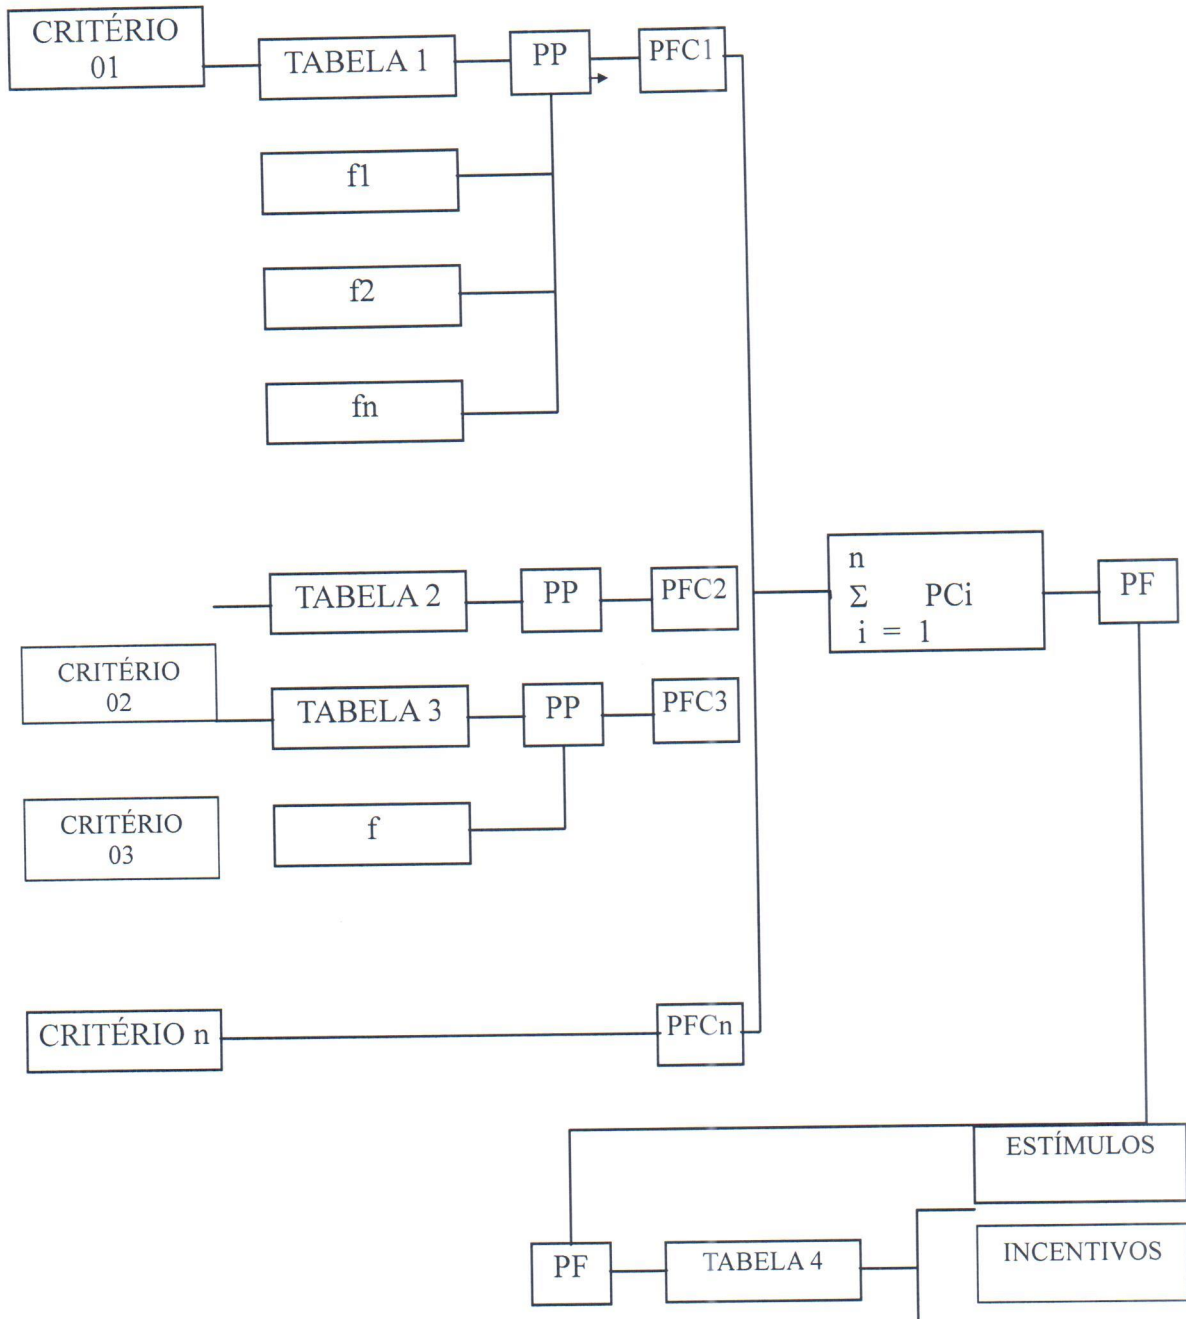 CRITÉRIO
01
TABELA 1
PP
PFC1
f1
f2
fn
TABELA 2
PP
PFC2
n
Σ PCi
i = 1
PF
CRITÉRIO
02
TABELA 3
PP
PFC3
CRITÉRIO
03
f
CRITÉRIO n
PFCn
ESTÍMULOS
PF
TABELA 4
INCENTIVOS